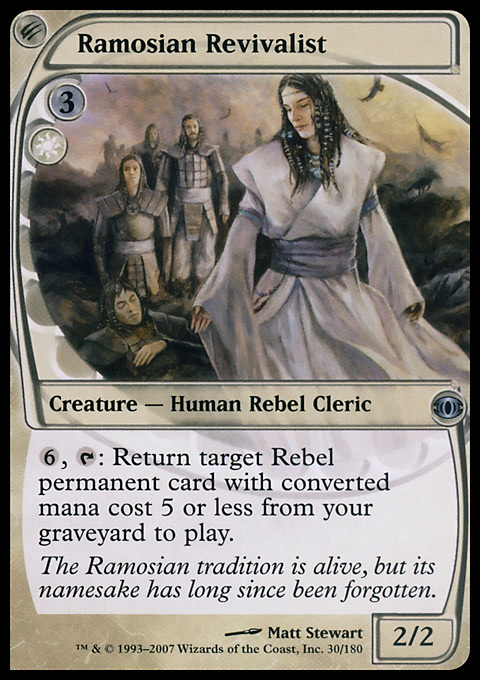 Ramosian Revivalist
3
Creature — Human Rebel Cleric
6, : Return target Rebel
permanent card with converted
mana cost 5 or less from your
graveyard to play.
The Ramosian tradition is alive, but its
namesake has long since been forgotten.
Matt Stewart
™ & © 1993–2007 Wizards of the Coast, Inc. 30/180
2/2